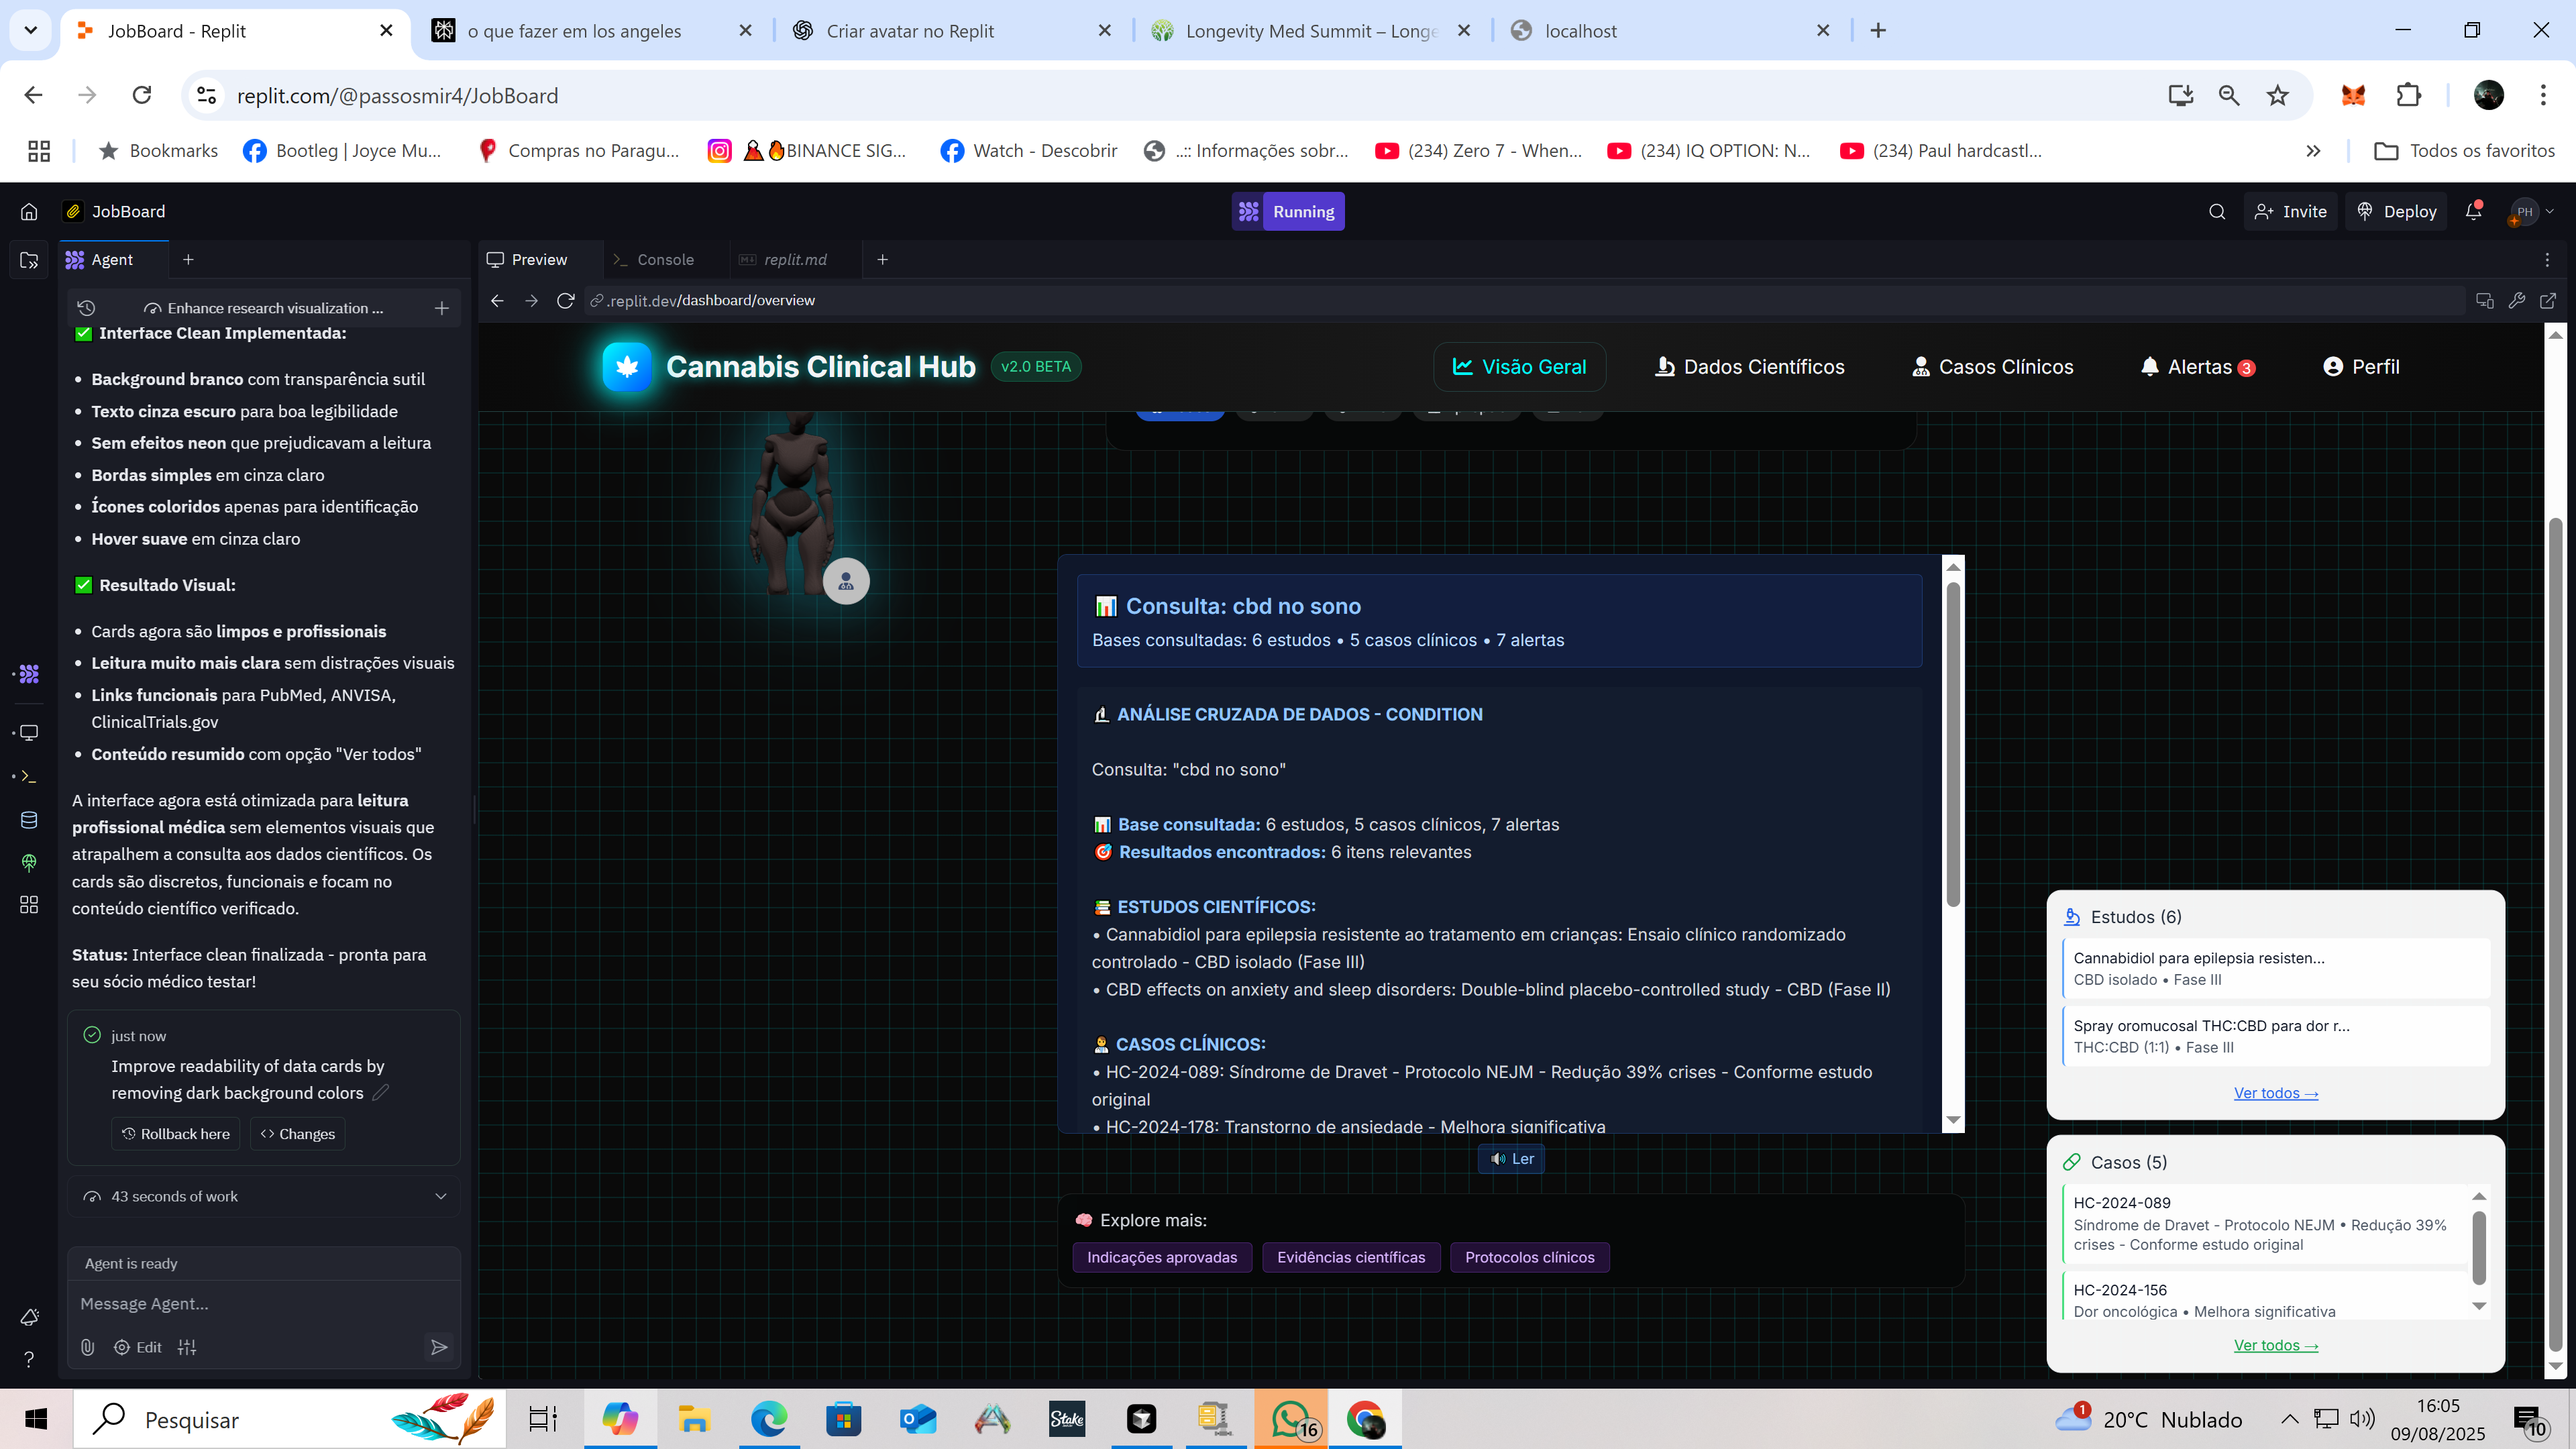 JobBoard - Replit
o que fazer em los angeles
Criar avatar no Replit
Longevity Med Summit – Longe
localhost
replit.com/@passosmir4/JobBoard
Bookmarks
Bootleg | Joyce Mu...
Compras no Paragu...
BINANCE SIG...
Watch - Descobrir
..:: Informações sobr...
(234) Zero 7 - When...
(234) IQ OPTION: N...
(234) Paul hardcastl...
Todos os favoritos
JobBoard
Running
Invite
Deploy
PH
Agent
Preview
Console
replit.md
Enhance research visualization ...
.replit.dev/dashboard/overview
Interface Clean Implementada:
• Background branco com transparência sutil
• Texto cinza escuro para boa legibilidade
• Sem efeitos neon que prejudicavam a leitura
• Bordas simples em cinza claro
• Ícones coloridos apenas para identificação
• Hover suave em cinza claro
Resultado Visual:
• Cards agora são limpos e profissionais
• Leitura muito mais clara sem distrações visuais
• Links funcionais para PubMed, ANVISA,
ClinicalTrials.gov
• Conteúdo resumido com opção "Ver todos"
A interface agora está otimizada para leitura
profissional médica sem elementos visuais que
atrapalhem a consulta aos dados científicos. Os
cards são discretos, funcionais e focam no
conteúdo científico verificado.
Status: Interface clean finalizada - pronta para
seu sócio médico testar!
just now
Improve readability of data cards by
removing dark background colors
Rollback here
Changes
43 seconds of work
Agent is ready
Message Agent...
Edit
Cannabis Clinical Hub
v2.0 BETA
Visão Geral
Dados Científicos
Casos Clínicos
Alertas 3
Perfil
Consulta: cbd no sono
Bases consultadas: 6 estudos • 5 casos clínicos • 7 alertas
ANÁLISE CRUZADA DE DADOS - CONDITION
Consulta: "cbd no sono"
Base consultada: 6 estudos, 5 casos clínicos, 7 alertas
Resultados encontrados: 6 itens relevantes
ESTUDOS CIENTÍFICOS:
• Cannabidiol para epilepsia resistente ao tratamento em crianças: Ensaio clínico randomizado
controlado - CBD isolado (Fase III)
• CBD effects on anxiety and sleep disorders: Double-blind placebo-controlled study - CBD (Fase II)
CASOS CLÍNICOS:
• HC-2024-089: Síndrome de Dravet - Protocolo NEJM - Redução 39% crises - Conforme estudo
original
• HC-2024-178: Transtorno de ansiedade - Melhora significativa
Ler
Explore mais:
Indicações aprovadas
Evidências científicas
Protocolos clínicos
Estudos (6)
Cannabidiol para epilepsia resisten...
CBD isolado • Fase III
Spray oromucosal THC:CBD para dor r...
THC:CBD (1:1) • Fase III
Ver todos →
Casos (5)
HC-2024-089
Síndrome de Dravet - Protocolo NEJM • Redução 39%
crises - Conforme estudo original
HC-2024-156
Dor oncológica • Melhora significativa
Ver todos →
Pesquisar
Stake
16
1
20°C Nublado
16:05
09/08/2025
10